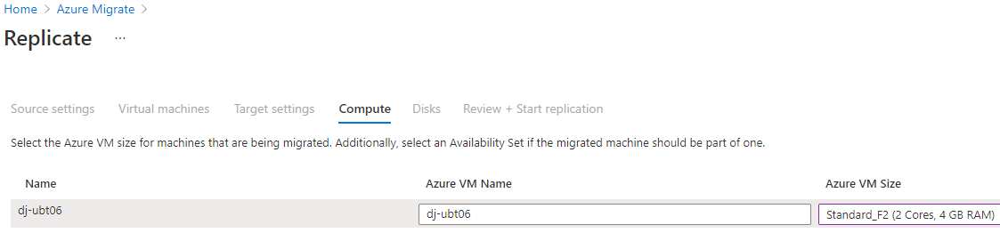 Home > Azure Migrate >
Replicate ...
Source settings Virtual machines Target settings Compute Disks Review + Start replication
Select the Azure VM size for machines that are being migrated. Additionally, select an Availability Set if the migrated machine should be part of one.
Name Azure VM Name Azure VM Size
dj-ubt06 dj-ubt06 Standard_F2 (2 Cores, 4 GB RAM)